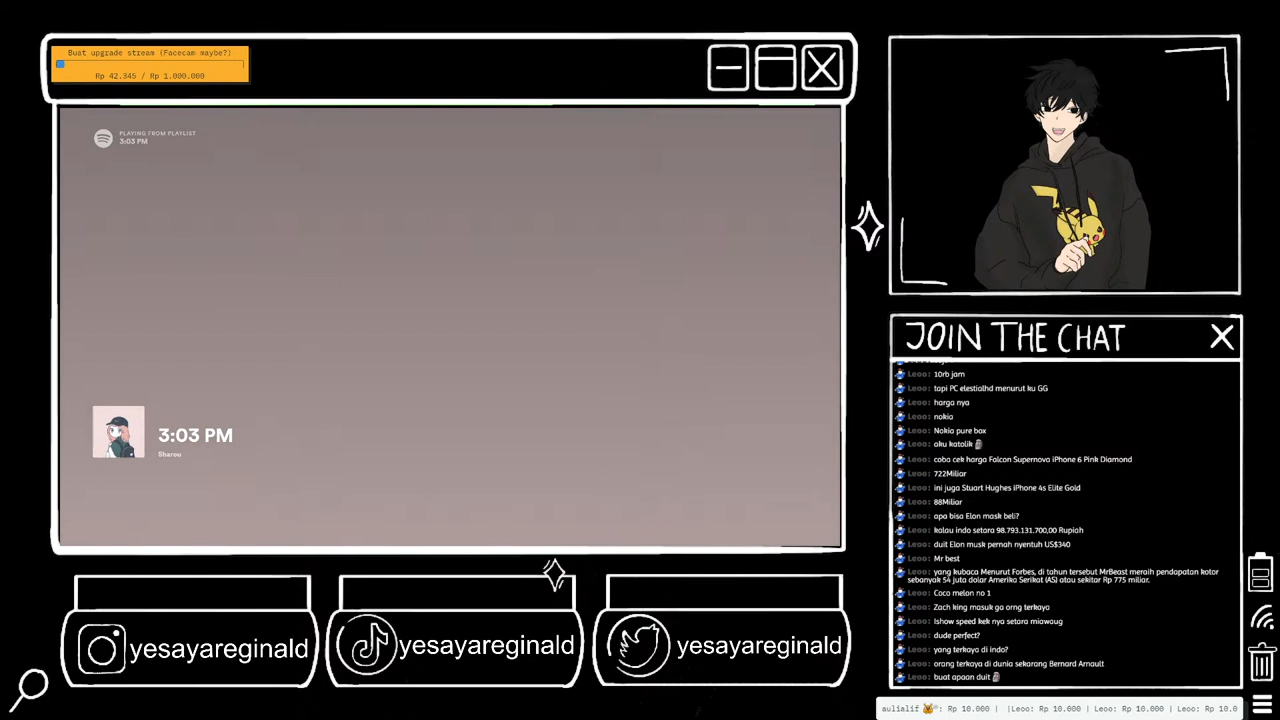 Buat upgrade stream (Facecam maybe?)
Rp 42.345 / Rp 1.000.000
PLAYING FROM PLAYLIST
3:03 PM
3:03 PM
Sharou
JOIN THE CHAT
Leoo: 10rb jam
Leoo: tapi PC elestialhd menurut ku GG
Leoo: harga nya
Leoo: nokia
Leoo: Nokia pure box
Leoo: aku katolik 🗿
Leoo: coba cek harga Falcon Supernova iPhone 6 Pink Diamond
Leoo: 722Miliar
Leoo: ini juga Stuart Hughes iPhone 4s Elite Gold
Leoo: 88Miliar
Leoo: apa bisa Elon mask beli?
Leoo: kalau indo setara 98.793.131.700,00 Rupiah
Leoo: duit Elon musk pernah nyentuh US$340
Leoo: Mr best
Leoo: yang kubaca Menurut Forbes, di tahun tersebut MrBeast meraih pendapatan kotor
sebanyak 54 juta dolar Amerika Serikat (AS) atau sekitar Rp 775 miliar.
Leoo: Coco melon no 1
Leoo: Zach king masuk ga orng terkaya
Leoo: Ishow speed kek nya setara miawaug
Leoo: dude perfect?
Leoo: yang terkaya di indo?
Leoo: orang terkaya di dunia sekarang Bernard Arnault
Leoo: buat apaan duit 🗿
yesayareginald
yesayareginald
yesayareginald
aulialif 🐯: Rp 10.000 | |Leoo: Rp 10.000 | Leoo: Rp 10.000 | Leoo: Rp 10.0